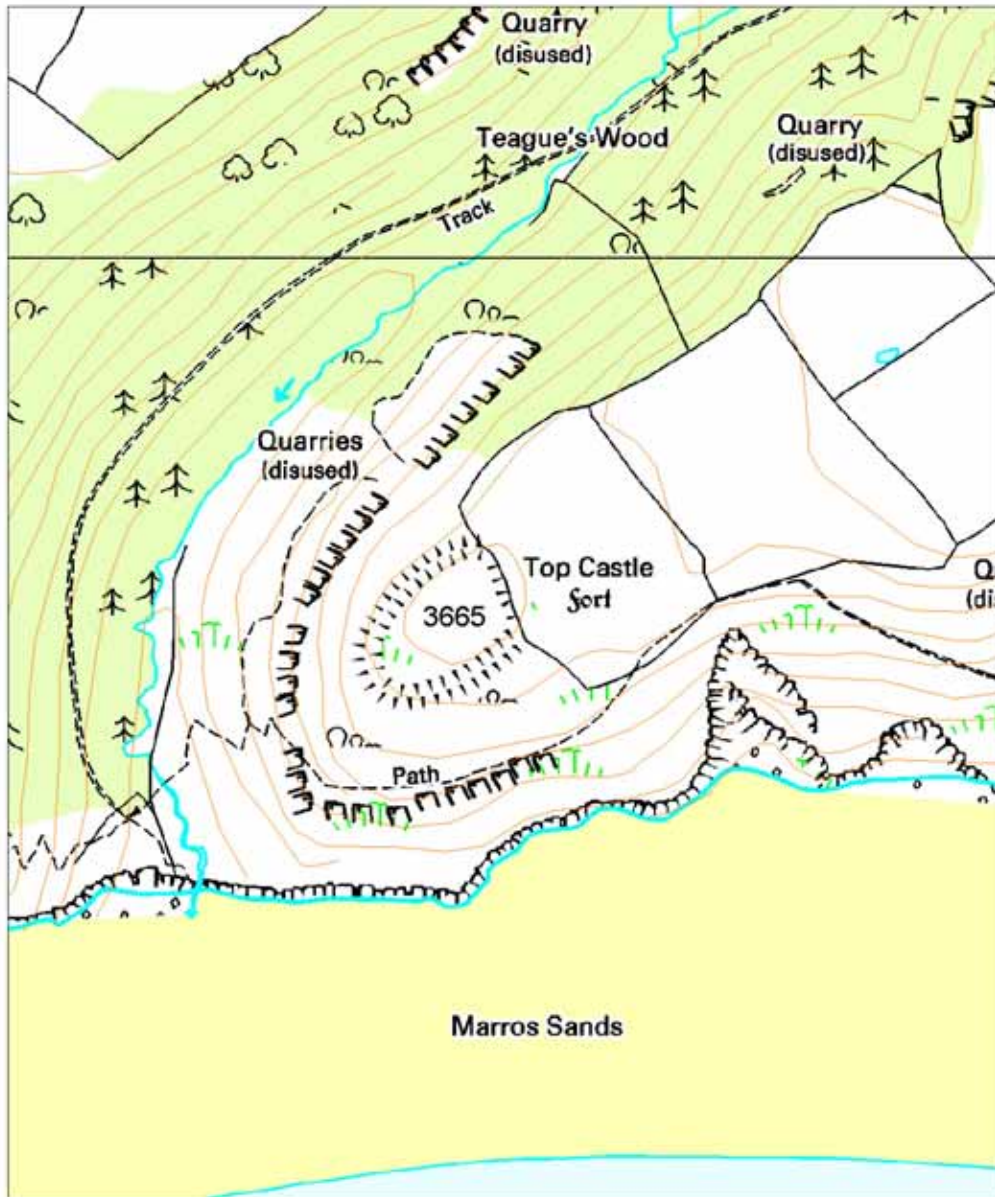 Quarry
(disused)
Teague's Wood
Quarry
(disused)
Track
Quarries
(disused)
Top Castle
Fort
3665
Path
Marros Sands